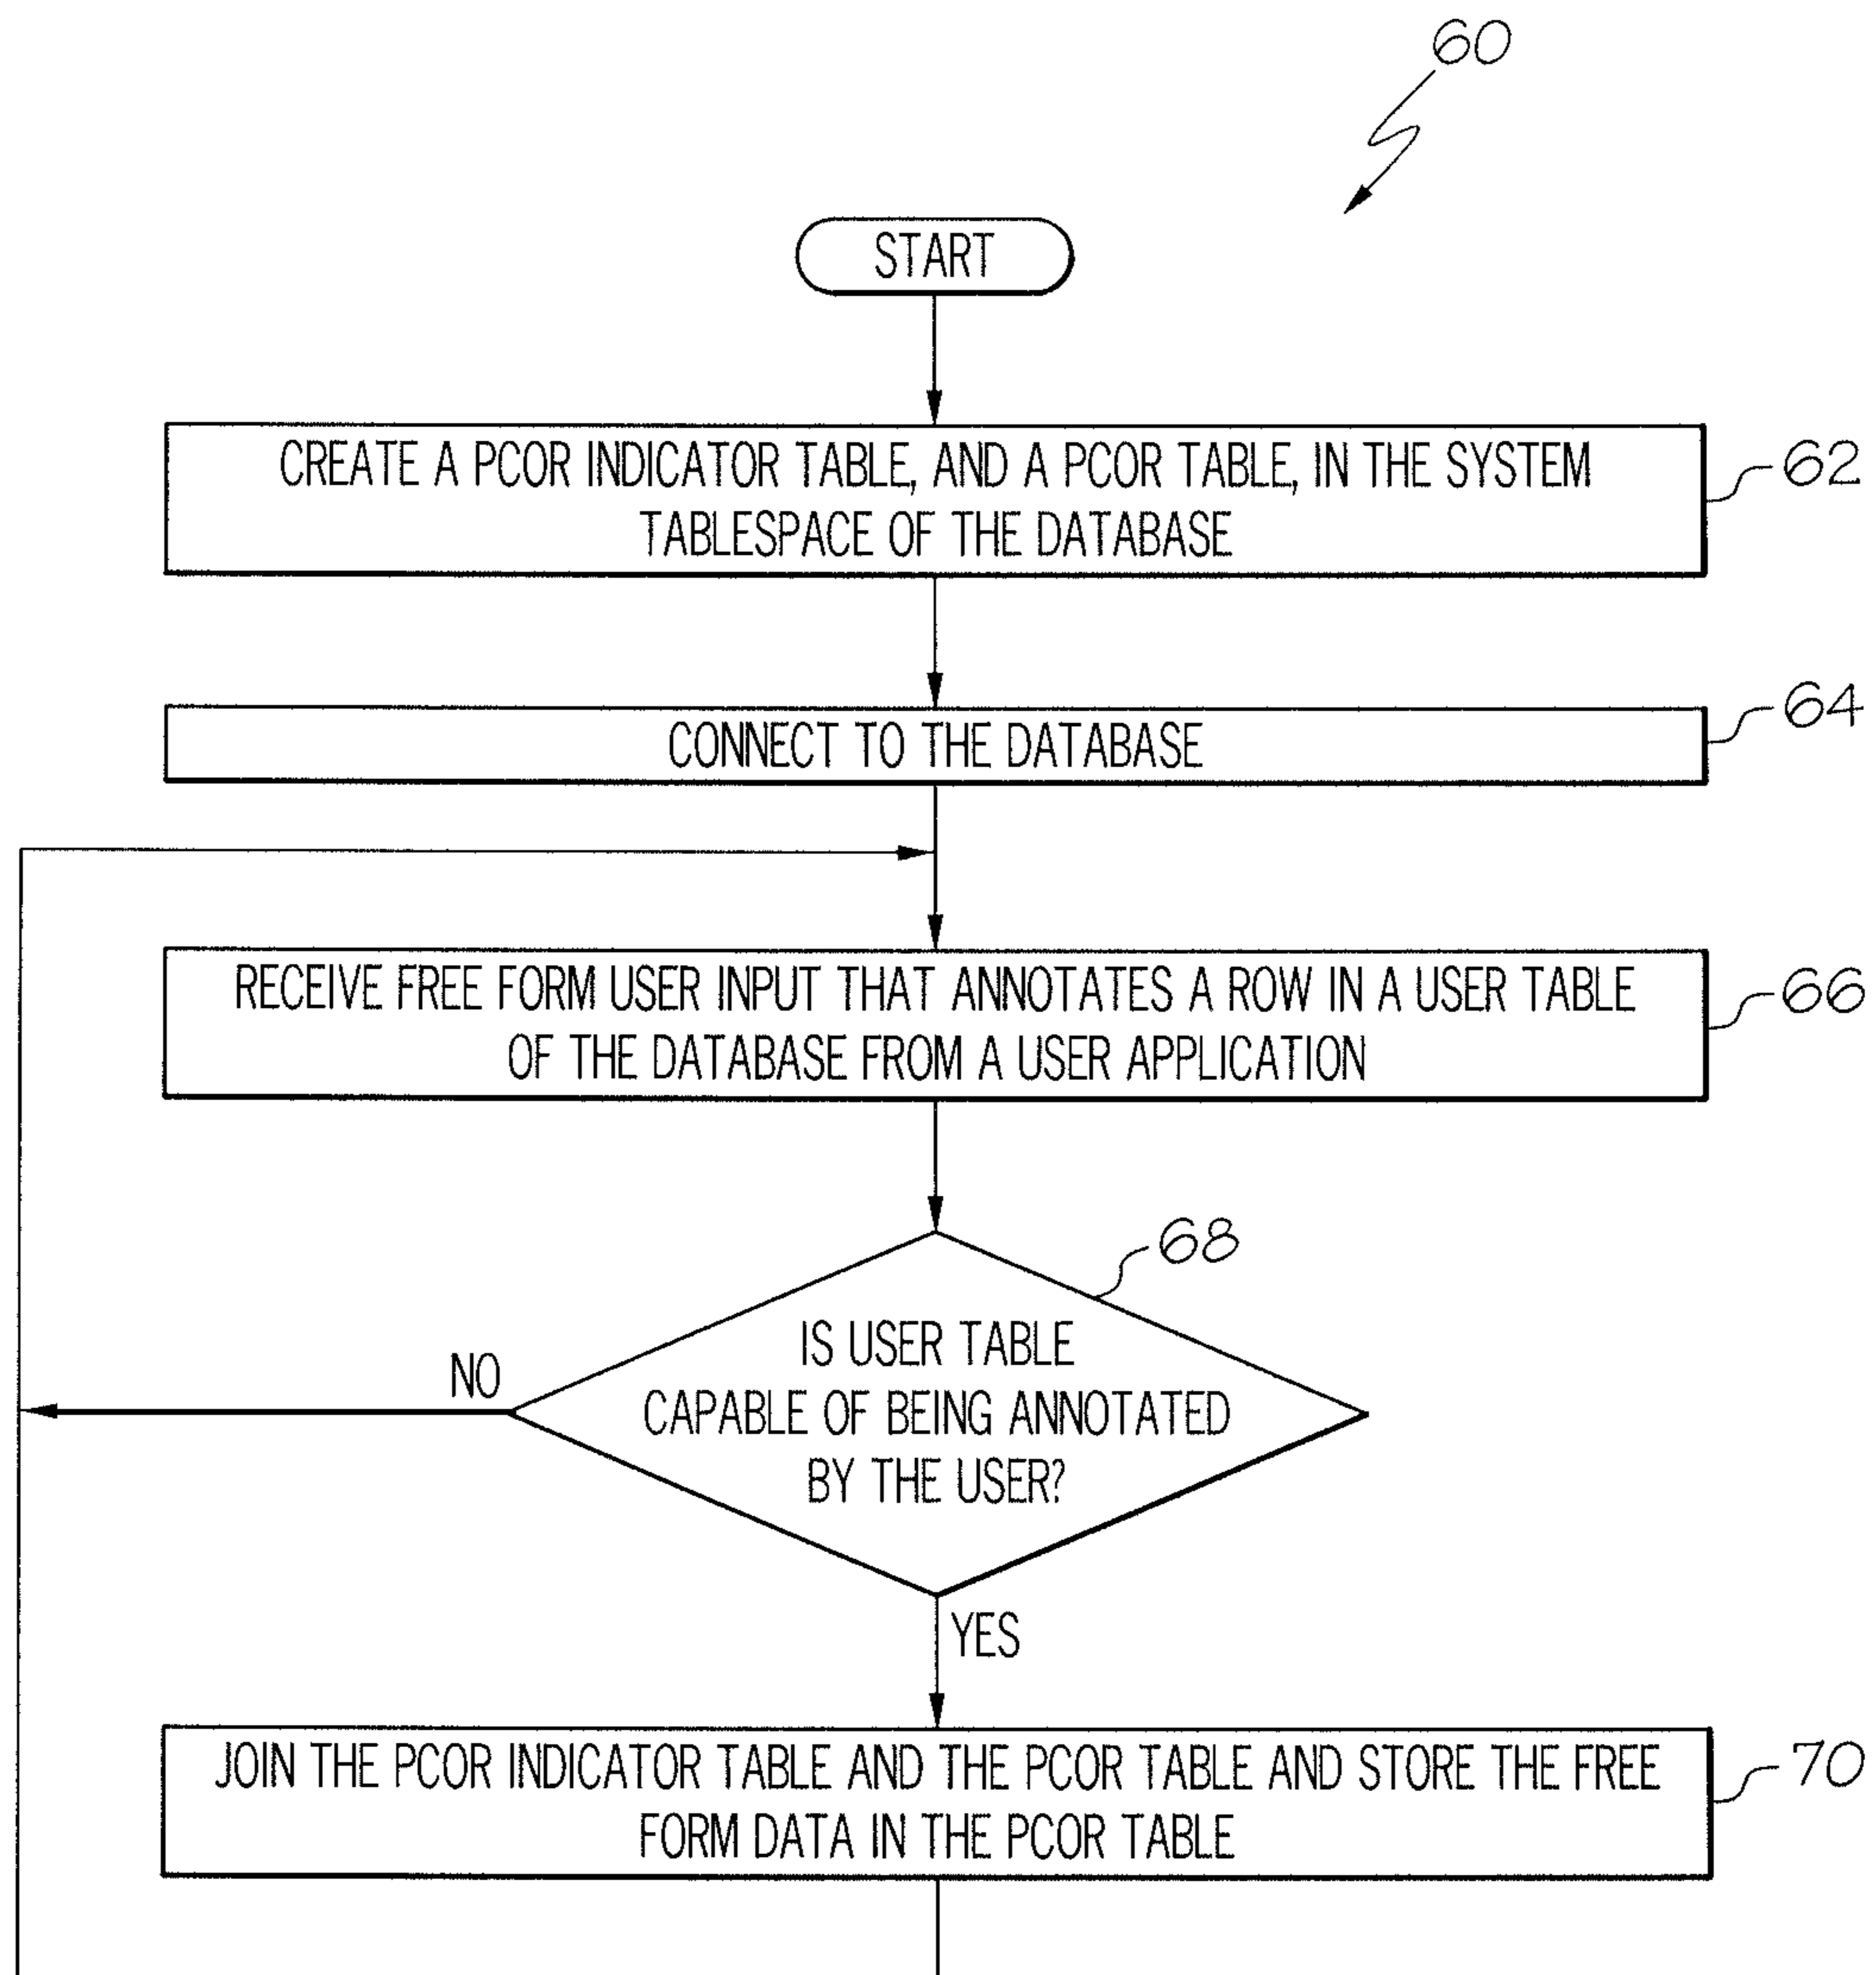 60
START
CREATE A PCOR INDICATOR TABLE, AND A PCOR TABLE, IN THE SYSTEM
TABLESPACE OF THE DATABASE
62
CONNECT TO THE DATABASE
64
RECEIVE FREE FORM USER INPUT THAT ANNOTATES A ROW IN A USER TABLE
OF THE DATABASE FROM A USER APPLICATION
66
68
IS USER TABLE
CAPABLE OF BEING ANNOTATED
BY THE USER?
NO
YES
JOIN THE PCOR INDICATOR TABLE AND THE PCOR TABLE AND STORE THE FREE
FORM DATA IN THE PCOR TABLE
70